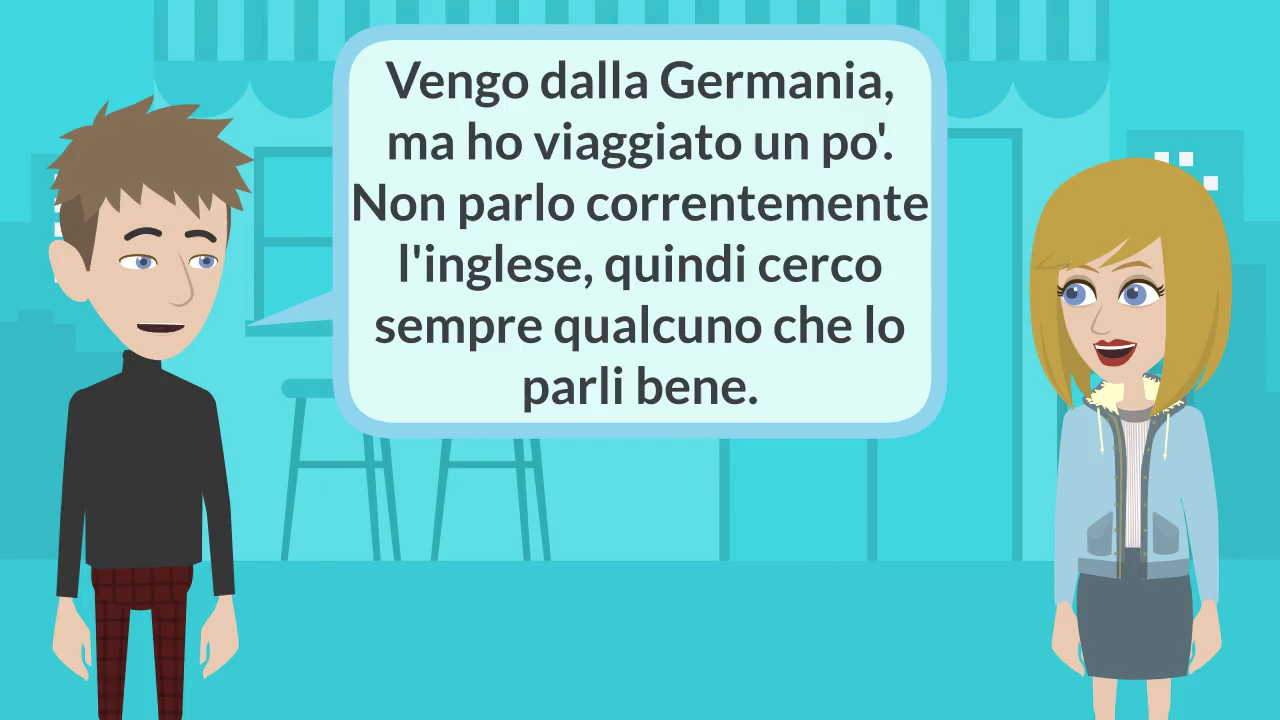 Vengo dalla Germania,
ma ho viaggiato un po'.
Non parlo correntemente
l'inglese, quindi cerco
sempre qualcuno che lo
parli bene.